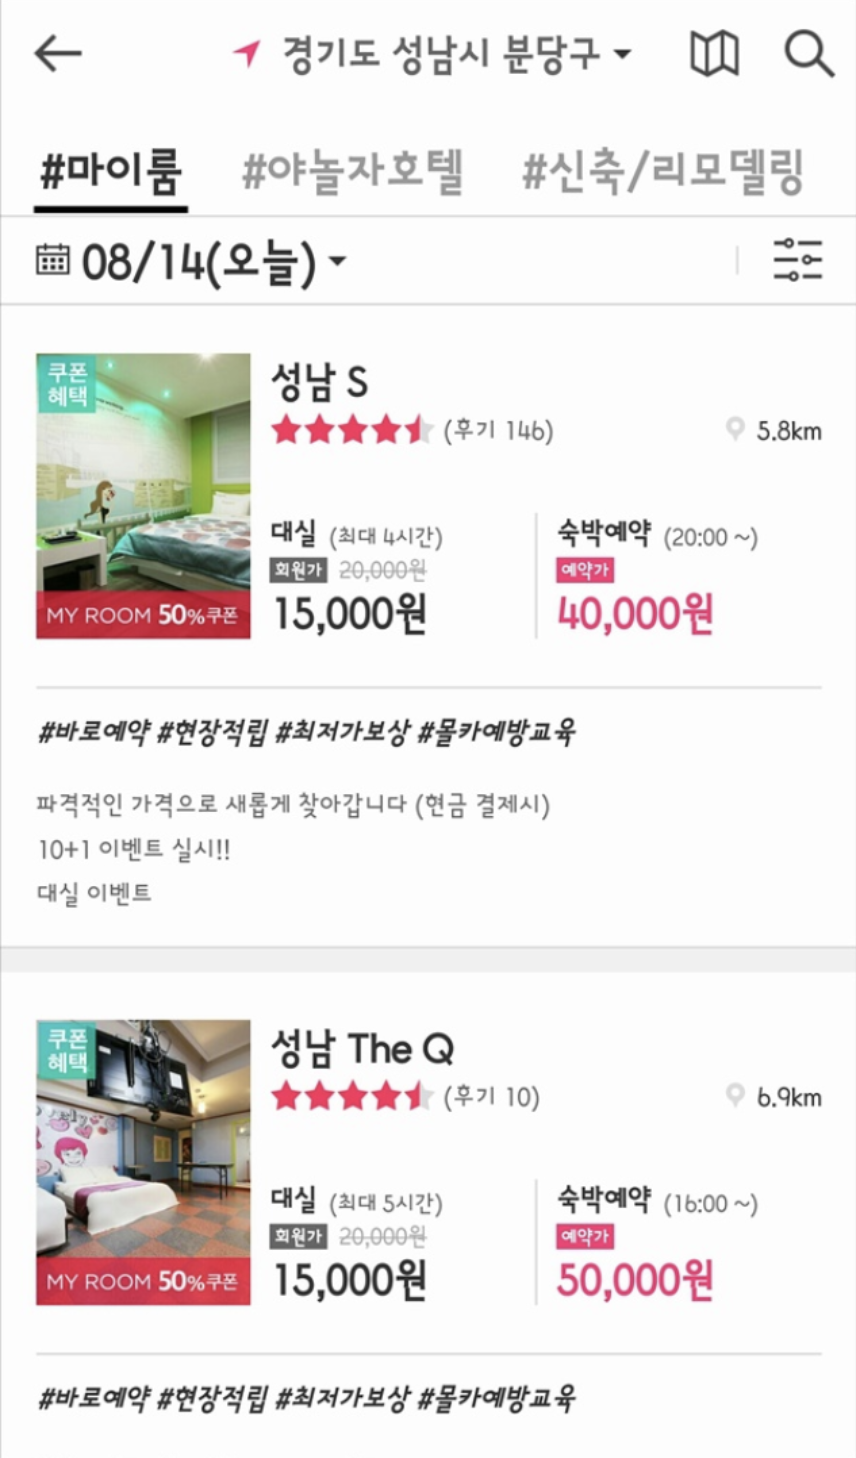 경기도 성남시 분당구
#마이룸 #야놀자호텔 #신축/리모델링
08/14(오늘)
쿠폰
혜택
MY ROOM 50%쿠폰
성남 S
(후기 146) 5.8km
대실 (최대 4시간) 숙박예약 (20:00 ~)
회원가 20,000원 예약가
15,000원 40,000원
#바로예약 #현장적립 #최저가보상 #몰카예방교육
파격적인 가격으로 새롭게 찾아갑니다 (현금 결제시)
10+1 이벤트 실시!!
대실 이벤트
쿠폰
혜택
MY ROOM 50%쿠폰
성남 The Q
(후기 10) 6.9km
대실 (최대 5시간) 숙박예약 (16:00 ~)
회원가 20,000원 예약가
15,000원 50,000원
#바로예약 #현장적립 #최저가보상 #몰카예방교육